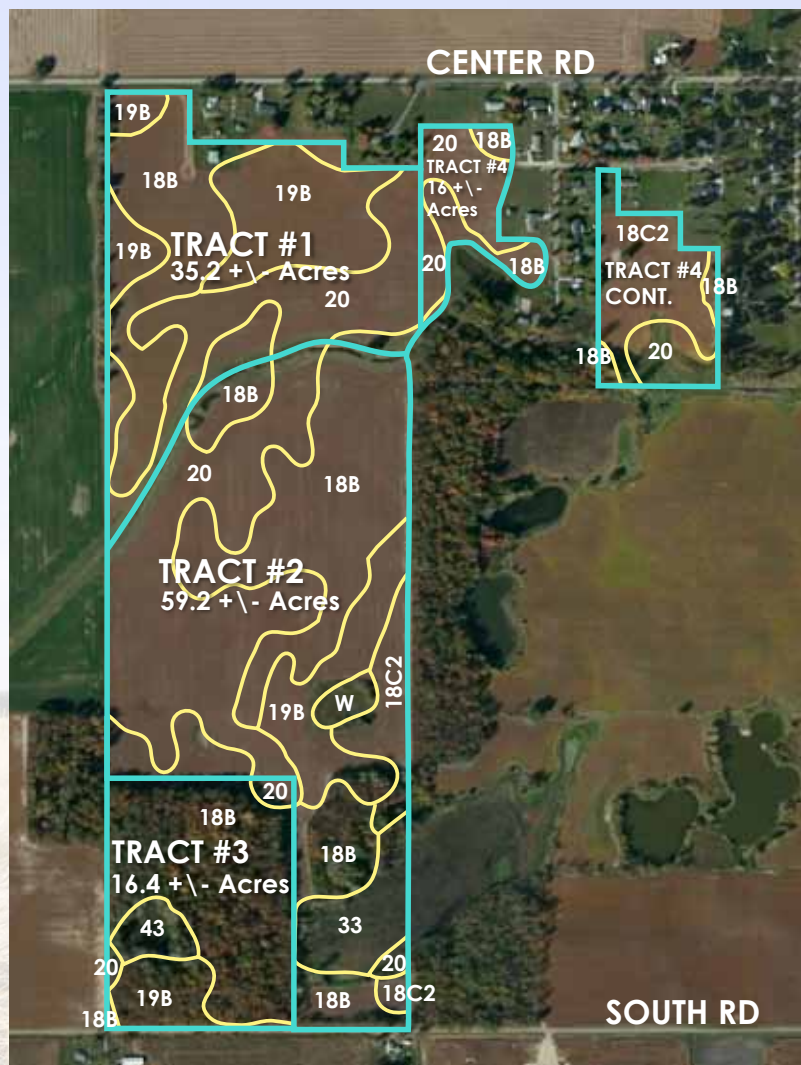 CENTER RD
19B
20
18B
TRACT #4
16 +\- Acres
18B
19B
18C2
19B
TRACT #1
35.2 +\- Acres
20
20
18B
TRACT #4
CONT.
18B
18B
20
18B
20
18B
TRACT #2
59.2 +\- Acres
18C2
19B
W
20
18B
TRACT #3
16.4 +\- Acres
18B
43
33
20
20
19B
18B
18B
18C2
SOUTH RD